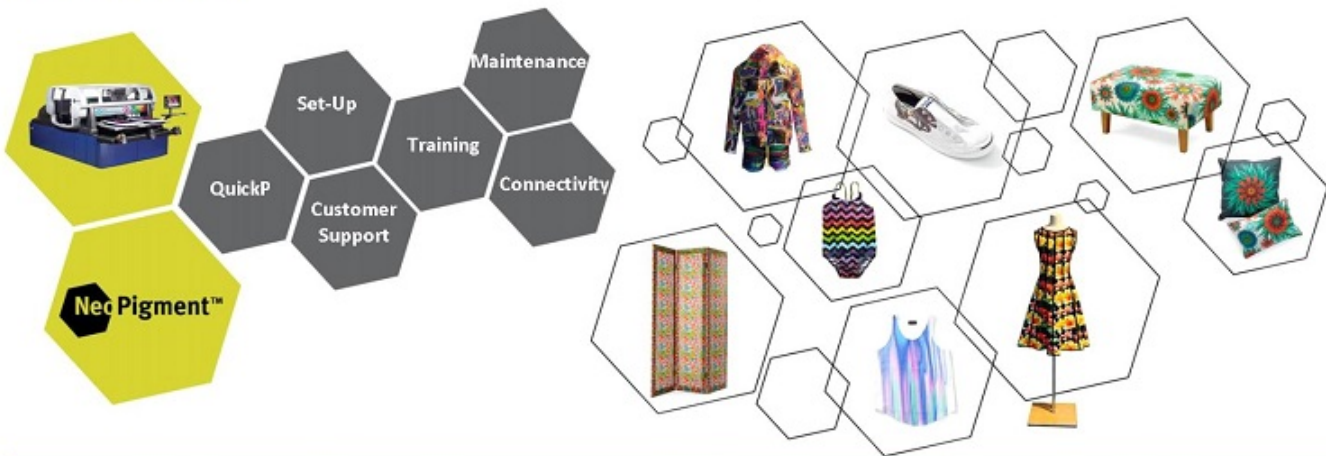 Maintenance
Set-Up
Training
QuickP
Connectivity
Customer
Support
NeoPigment™